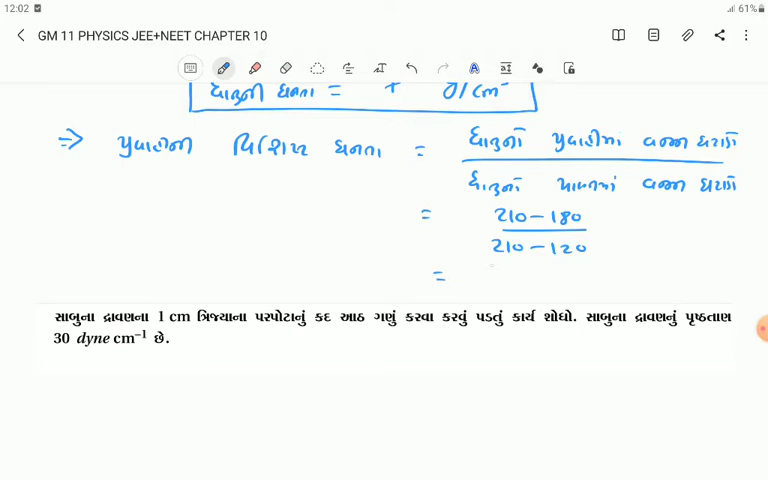 12:02 61%
GM 11 PHYSICS JEE+NEET CHAPTER 10
ધાતુની ઘનતા = 7 g/cm³
⇒ પ્રવાહીની વિશિષ્ટ ઘનતા = ધાતુનો પ્રવાહીમાં વજન ઘટાડો
ધાતુનો પાણીમાં વજન ઘટાડો
= 210 - 180
210 - 120
=
સાબુના દ્રાવણના 1 cm ત્રિજ્યાના પરપોટાનું કદ આઠ ગણું કરવા કરવું પડતું કાર્ય શોધો. સાબુના દ્રાવણનું પૃષ્ઠતાણ
30 dyne cm⁻¹ છે.